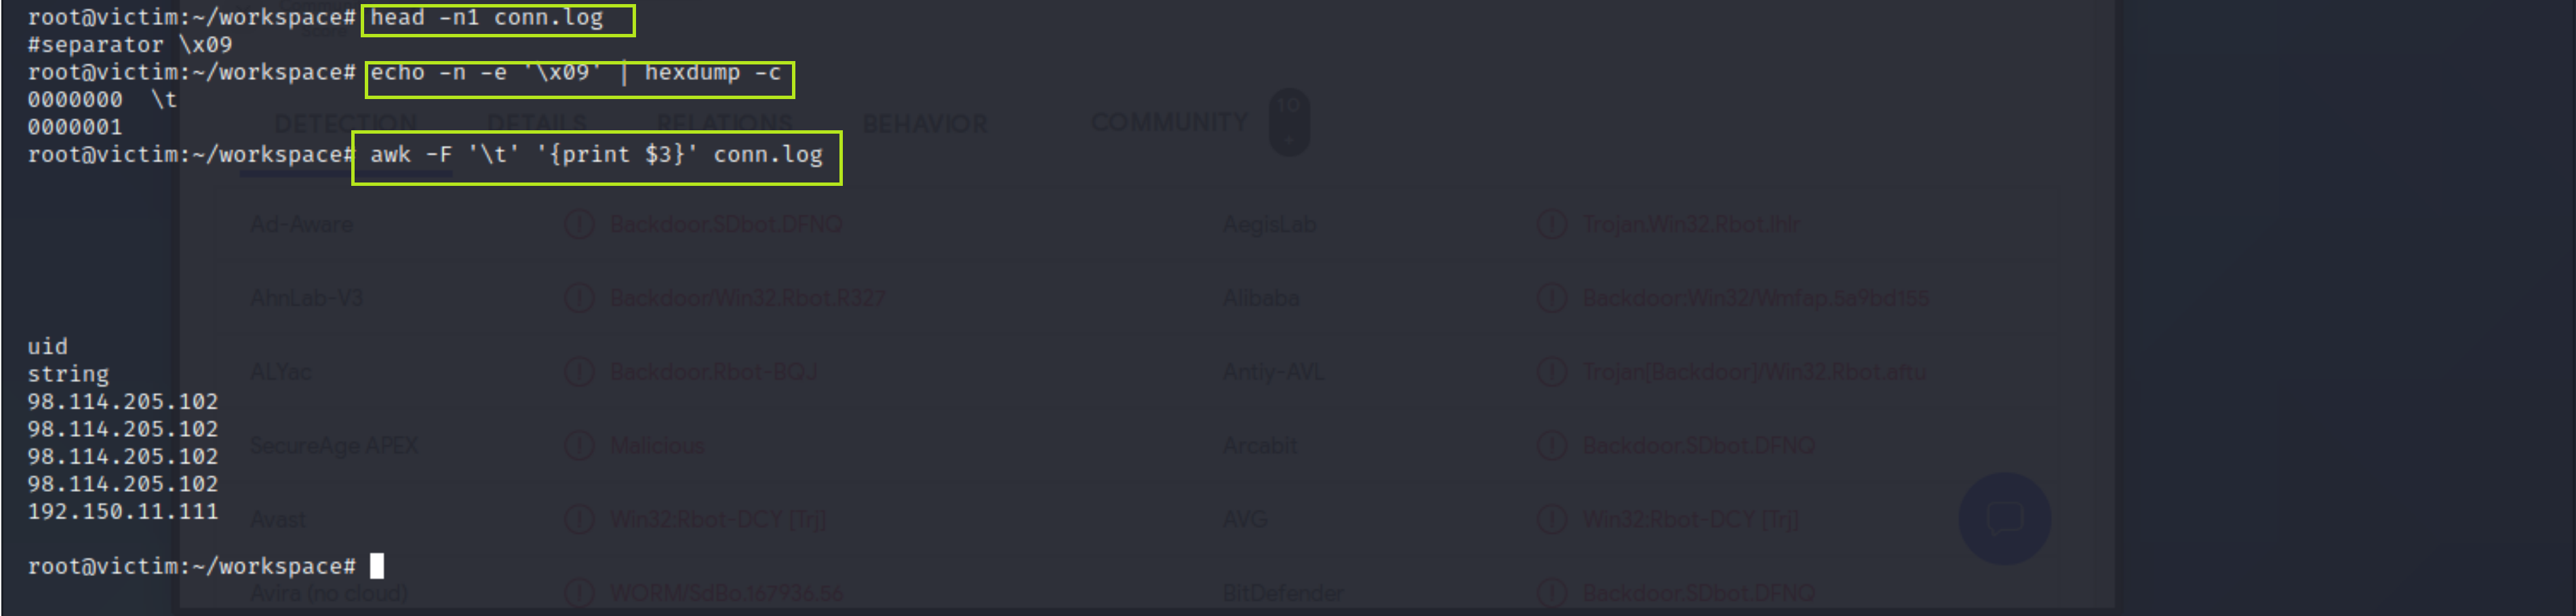 root@victim:~/workspace# head -n1 conn.log
#separator \x09
root@victim:~/workspace# echo -n -e '\x09' | hexdump -c
0000000  \t
0000001
DETECTION DETAILS RELATIONS BEHAVIOR COMMUNITY 10
root@victim:~/workspace# awk -F '\t' '{print $3}' conn.log
Ad-Aware Backdoor.SDbot.DFNQ AegisLab Trojan.Win32.Rbot.lhlr
AhnLab-V3 Backdoor/Win32.Rbot.R327 Alibaba Backdoor:Win32/Wmfap.5a9bd155
uid
string
ALYac Backdoor.Rbot-BQJ Antiy-AVL Trojan[Backdoor]/Win32.Rbot.aftu
98.114.205.102
98.114.205.102
SecureAge APEX Malicious Arcabit Backdoor.SDbot.DFNQ
98.114.205.102
98.114.205.102
192.150.11.111
Avast Win32:Rbot-DCY [Trj] AVG Win32:Rbot-DCY [Trj]
root@victim:~/workspace#
Avira (no cloud) WORM/SdBo.167936.56 BitDefender Backdoor.SDbot.DFNQ